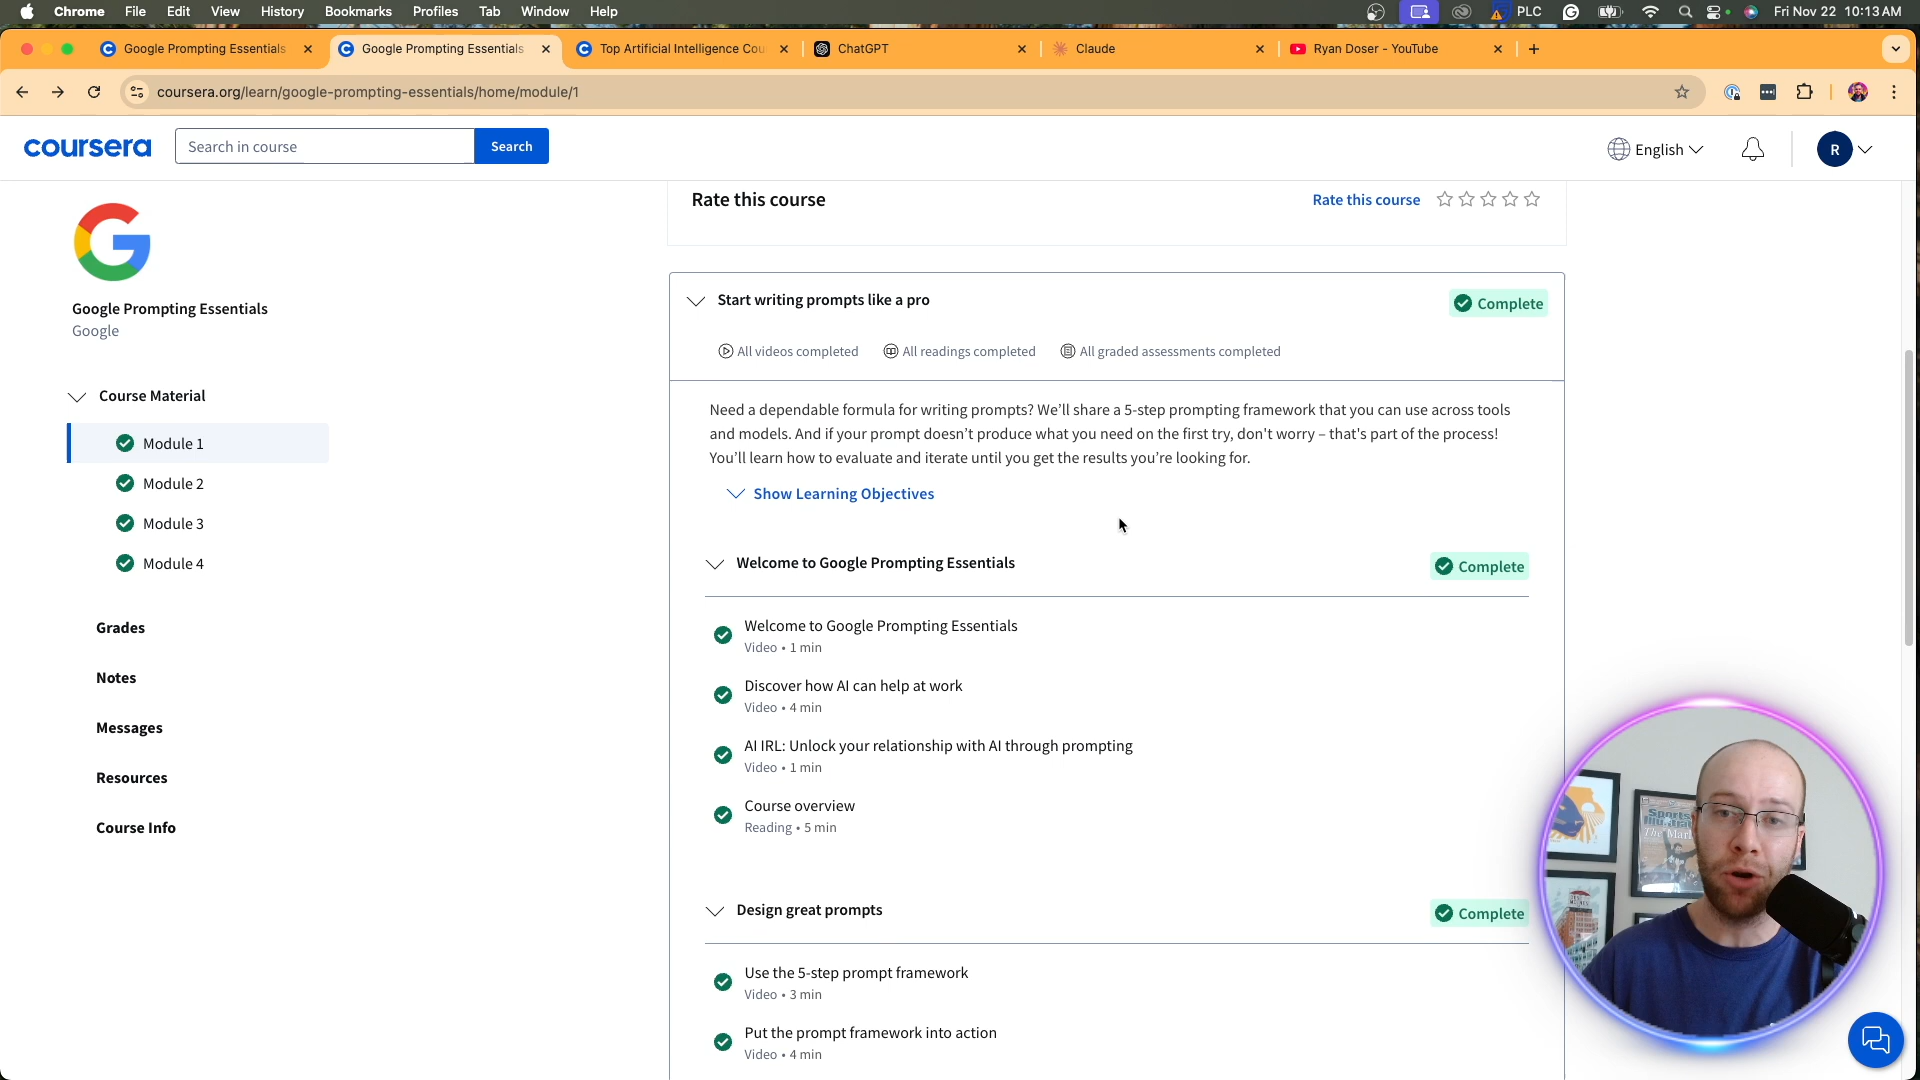 Chrome File Edit View History Bookmarks Profiles Tab Window Help PLC Fri Nov 22 10:13 AM
Google Prompting Essentials Google Prompting Essentials Top Artificial Intelligence Cou ChatGPT Claude Ryan Doser - YouTube
coursera.org/learn/google-prompting-essentials/home/module/1
coursera Search in course Search English R
Rate this course Rate this course
Google Prompting Essentials
Google
Course Material
Module 1
Module 2
Module 3
Module 4
Grades
Notes
Messages
Resources
Course Info
Start writing prompts like a pro Complete
All videos completed All readings completed All graded assessments completed
Need a dependable formula for writing prompts? We’ll share a 5-step prompting framework that you can use across tools
and models. And if your prompt doesn’t produce what you need on the first try, don't worry – that's part of the process!
You’ll learn how to evaluate and iterate until you get the results you’re looking for.
Show Learning Objectives
Welcome to Google Prompting Essentials Complete
Welcome to Google Prompting Essentials
Video • 1 min
Discover how AI can help at work
Video • 4 min
AI IRL: Unlock your relationship with AI through prompting
Video • 1 min
Course overview
Reading • 5 min
Design great prompts Complete
Use the 5-step prompt framework
Video • 3 min
Put the prompt framework into action
Video • 4 min
Sports